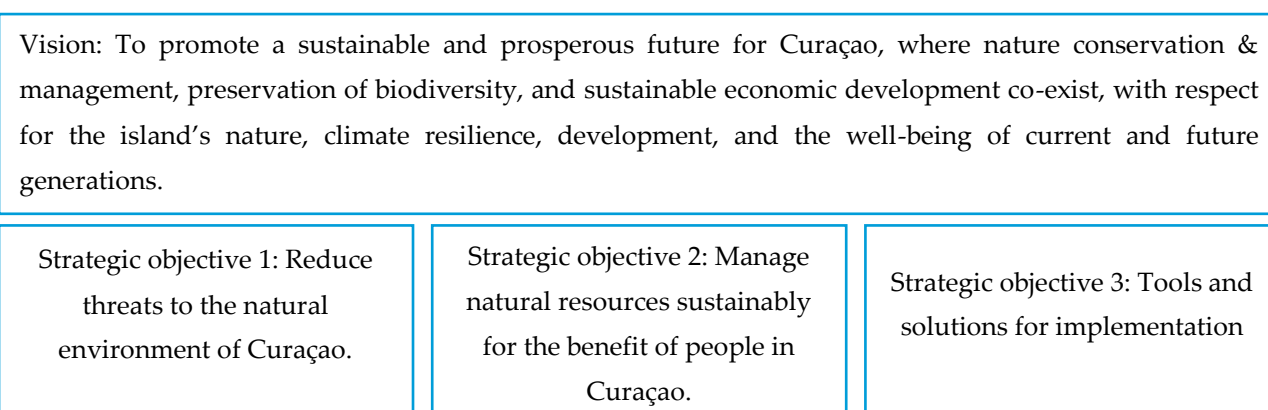 Vision: To promote a sustainable and prosperous future for Curaçao, where nature conservation &
management, preservation of biodiversity, and sustainable economic development co-exist, with respect
for the island’s nature, climate resilience, development, and the well-being of current and future
generations.
Strategic objective 1: Reduce
threats to the natural
environment of Curaçao.
Strategic objective 2: Manage
natural resources sustainably
for the benefit of people in
Curaçao.
Strategic objective 3: Tools and
solutions for implementation